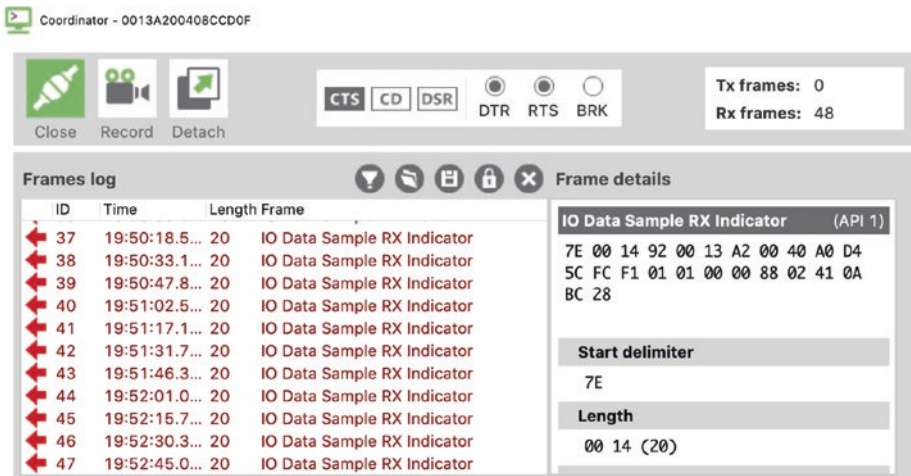 Coordinator - 0013A200408CCD0F
Close Record Detach
CTS CD DSR
DTR RTS BRK
Tx frames: 0
Rx frames: 48
Frames log
ID Time Length Frame
37 19:50:18.5... 20 IO Data Sample RX Indicator
38 19:50:33.1... 20 IO Data Sample RX Indicator
39 19:50:47.8... 20 IO Data Sample RX Indicator
40 19:51:02.5... 20 IO Data Sample RX Indicator
41 19:51:17.1... 20 IO Data Sample RX Indicator
42 19:51:31.7... 20 IO Data Sample RX Indicator
43 19:51:46.3... 20 IO Data Sample RX Indicator
44 19:52:01.0... 20 IO Data Sample RX Indicator
45 19:52:15.7... 20 IO Data Sample RX Indicator
46 19:52:30.3... 20 IO Data Sample RX Indicator
47 19:52:45.0... 20 IO Data Sample RX Indicator
Frame details
IO Data Sample RX Indicator (API 1)
7E 00 14 92 00 13 A2 00 40 A0 D4
5C FC F1 01 01 00 00 88 02 41 0A
BC 28
Start delimiter
7E
Length
00 14 (20)